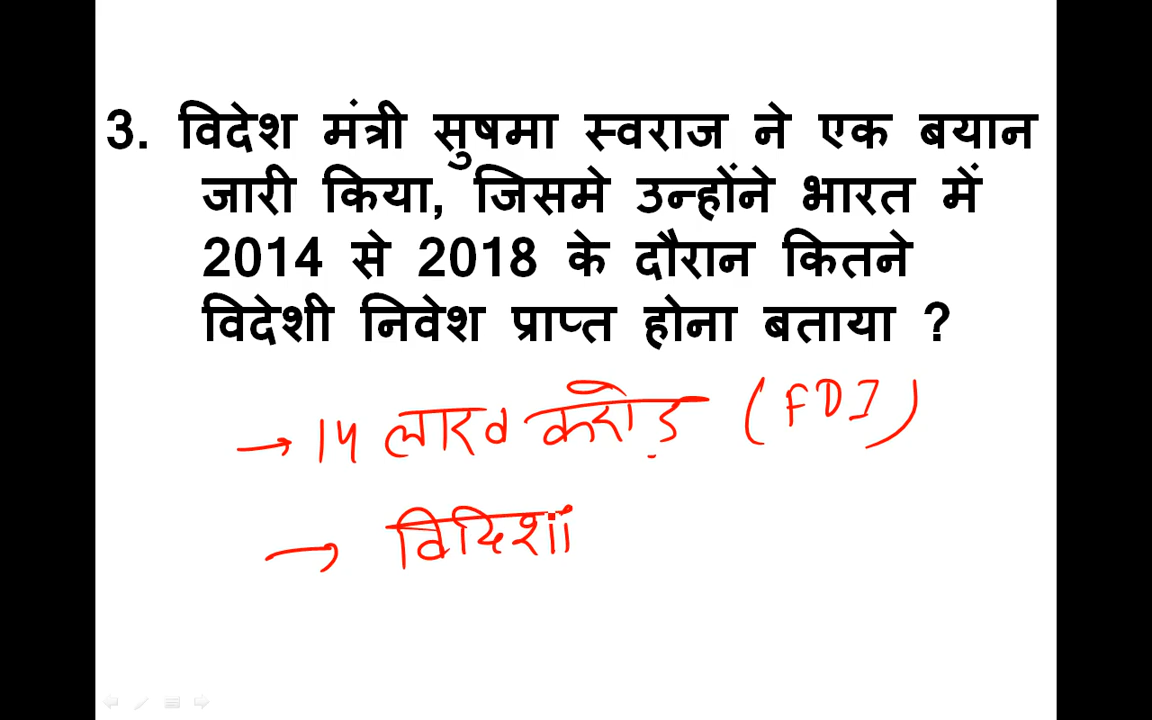 3. विदेश मंत्री सुषमा स्वराज ने एक बयान
जारी किया, जिसमे उन्होंने भारत में
2014 से 2018 के दौरान कितने
विदेशी निवेश प्राप्त होना बताया ?
→ 14 लाख करोड़ (FDI)
→ विदिशा